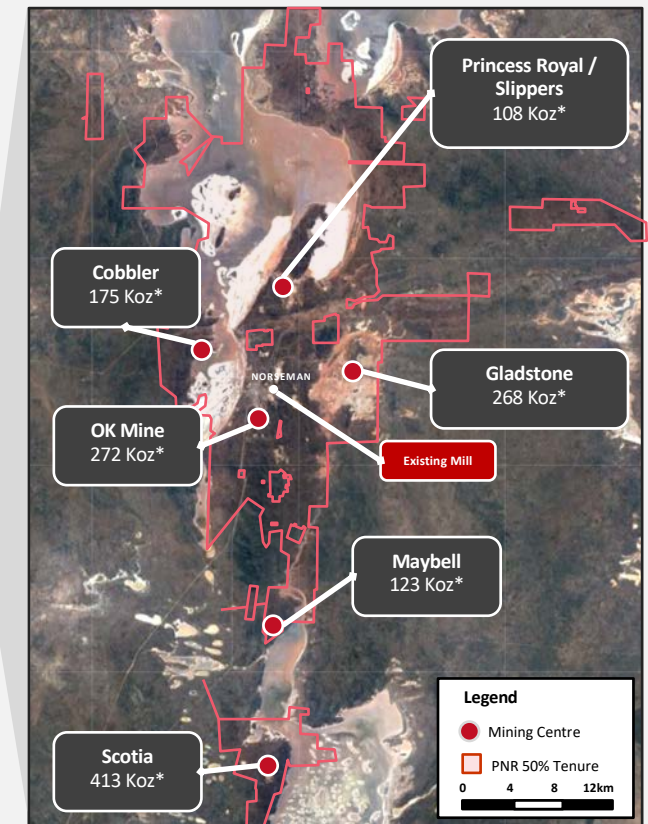 Princess Royal /
Slippers
108 Koz*
Cobbler
175 Koz*
NORSEMAN
Gladstone
268 Koz*
OK Mine
272 Koz*
Existing Mill
Maybell
123 Koz*
Scotia
413 Koz*
Legend
Mining Centre
PNR 50% Tenure
0 4 8 12km